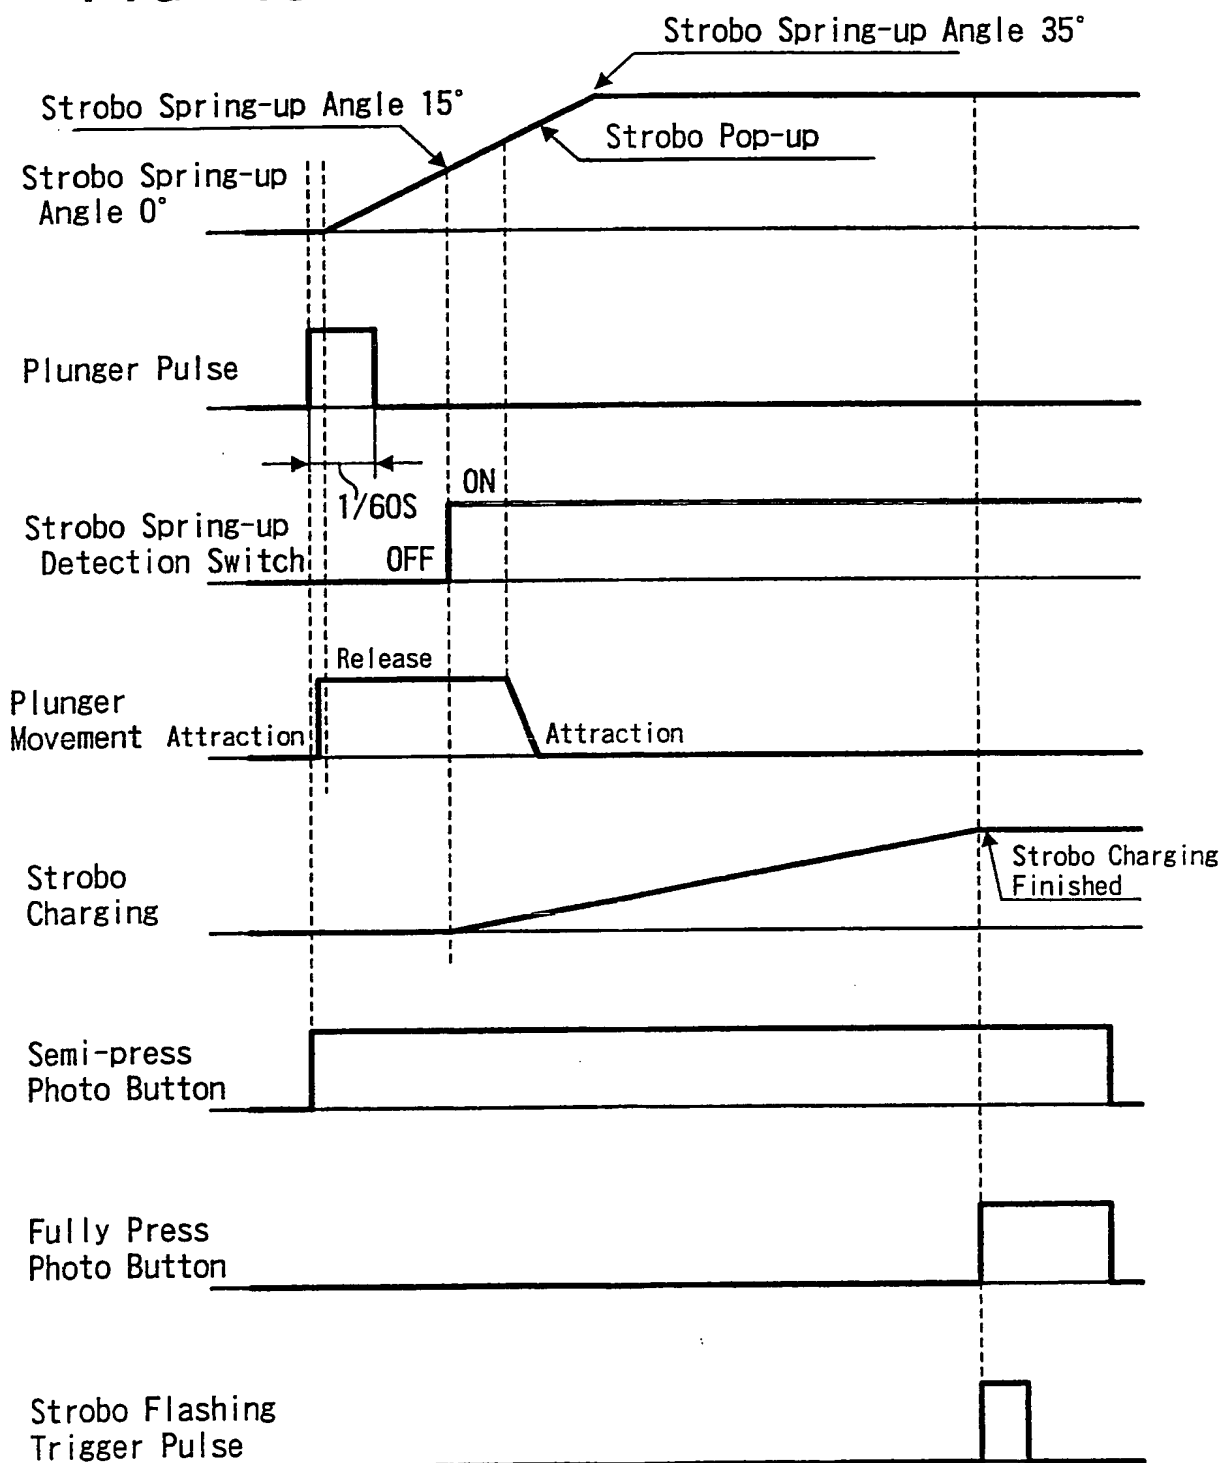 Strobo Spring-up Angle 35°
Strobo Spring-up Angle 15°
Strobo Pop-up
Strobo Spring-up
Angle 0°
Plunger Pulse
1/60S
ON
Strobo Spring-up
Detection Switch
OFF
Release
Plunger
Movement
Attraction
Attraction
Strobo
Charging
Strobo Charging
Finished
Semi-press
Photo Button
Fully Press
Photo Button
Strobo Flashing
Trigger Pulse